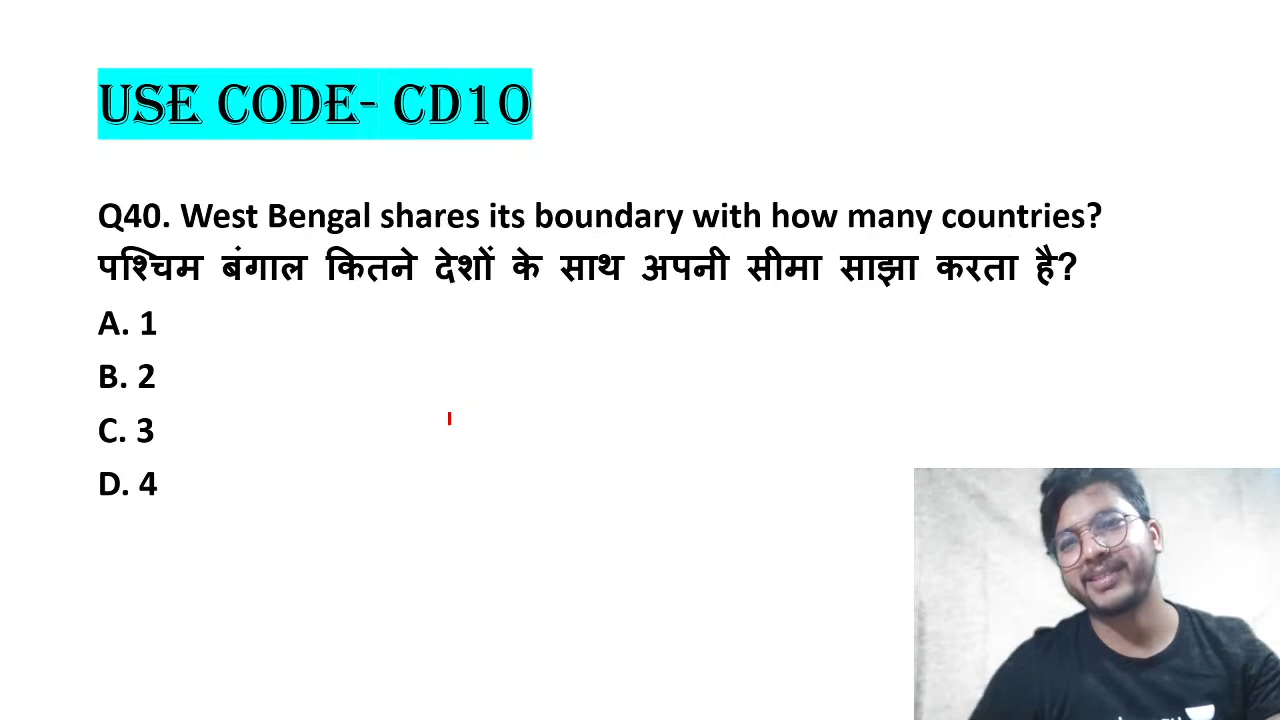 USE CODE- CD10
Q40. West Bengal shares its boundary with how many countries?
पश्चिम बंगाल कितने देशों के साथ अपनी सीमा साझा करता है?
A. 1
B. 2
C. 3
D. 4